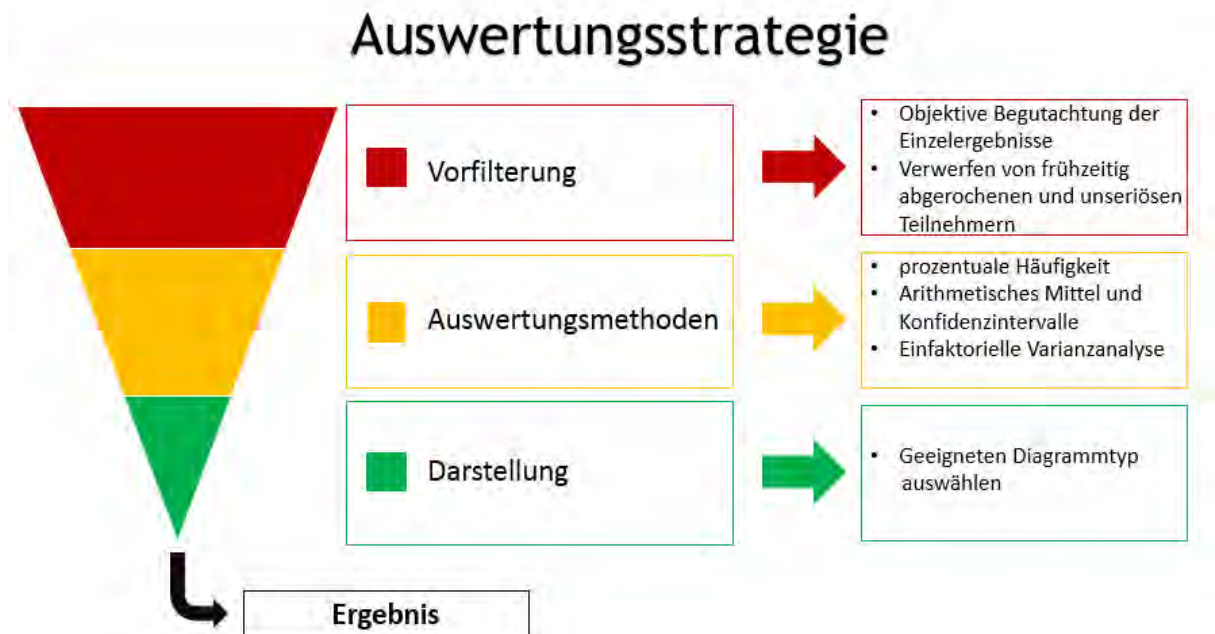 Auswertungsstrategie
Vorfilterung
• Objektive Begutachtung der
Einzelergebnisse
• Verwerfen von frühzeitig
abgerochenen und unseriösen
Teilnehmern
Auswertungsmethoden
• prozentuale Häufigkeit
• Arithmetisches Mittel und
Konfidenzintervalle
• Einfaktorielle Varianzanalyse
Darstellung
• Geeigneten Diagrammtyp
auswählen
Ergebnis